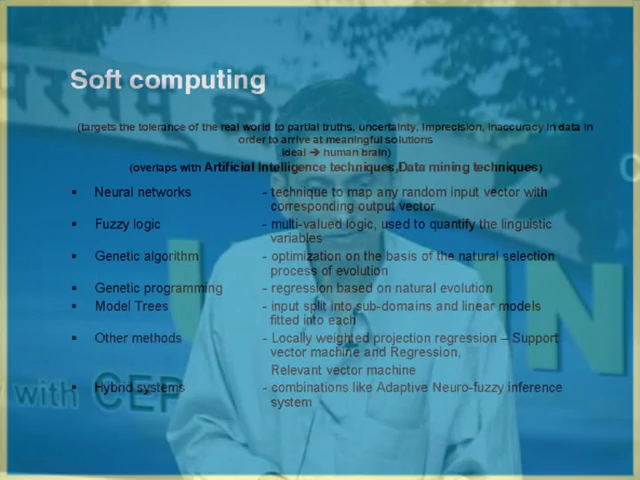 परमम् ध
Soft computing
(targets the tolerance of the real world to partial truths, uncertainty, imprecision, inaccuracy in data in
order to arrive at meaningful solutions
ideal ➔ human brain)
(overlaps with Artificial Intelligence techniques,Data mining techniques)
▪ Neural networks - technique to map any random input vector with
corresponding output vector
▪ Fuzzy logic - multi-valued logic, used to quantify the linguistic
variables
▪ Genetic algorithm - optimization on the basis of the natural selection
process of evolution
▪ Genetic programming - regression based on natural evolution
▪ Model Trees - input split into sub-domains and linear models
fitted into each
▪ Other methods - Locally weighted projection regression – Support
vector machine and Regression,
Relevant vector machine
▪ Hybrid systems - combinations like Adaptive Neuro-fuzzy inference
system
with CEP